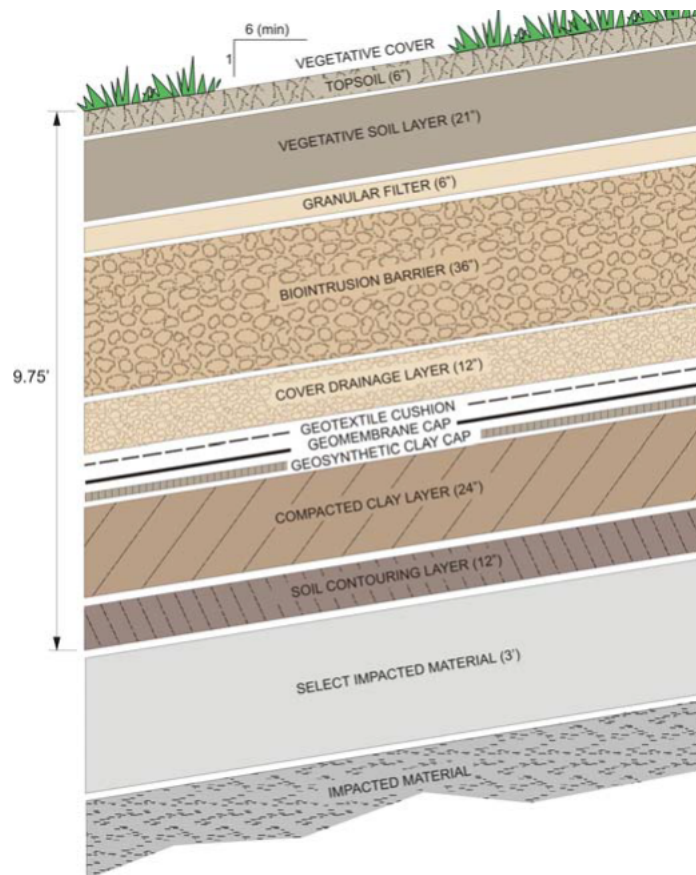 6 (min)
1
VEGETATIVE COVER
TOPSOIL (6")
VEGETATIVE SOIL LAYER (21")
GRANULAR FILTER (6")
BIOINTRUSION BARRIER (36")
9.75'
COVER DRAINAGE LAYER (12")
GEOTEXTILE CUSHION
GEOMEMBRANE CAP
GEOSYNTHETIC CLAY CAP
COMPACTED CLAY LAYER (24")
SOIL CONTOURING LAYER (12")
SELECT IMPACTED MATERIAL (3')
IMPACTED MATERIAL